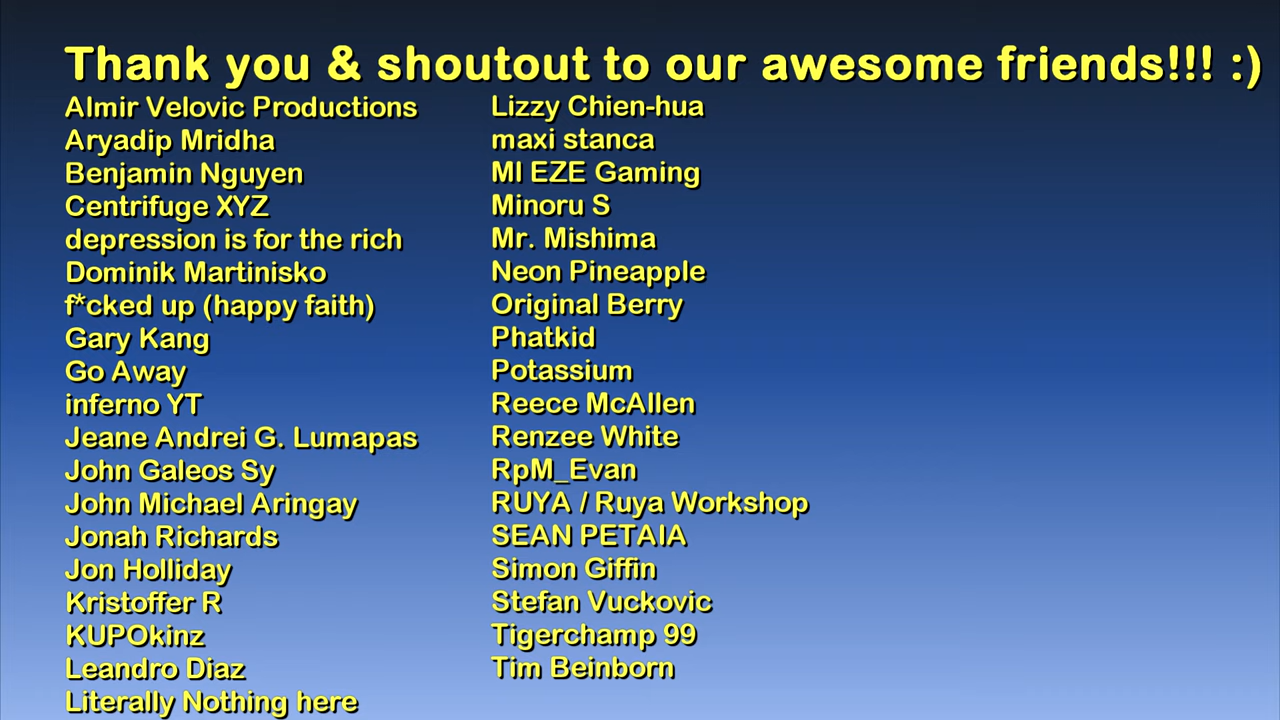 Thank you & shoutout to our awesome friends!!! :)
Almir Velovic Productions
Aryadip Mridha
Benjamin Nguyen
Centrifuge XYZ
depression is for the rich
Dominik Martinisko
f*cked up (happy faith)
Gary Kang
Go Away
inferno YT
Jeane Andrei G. Lumapas
John Galeos Sy
John Michael Aringay
Jonah Richards
Jon Holliday
Kristoffer R
KUPOkinz
Leandro Diaz
Literally Nothing here
Lizzy Chien-hua
maxi stanca
MI EZE Gaming
Minoru S
Mr. Mishima
Neon Pineapple
Original Berry
Phatkid
Potassium
Reece McAllen
Renzee White
RpM_Evan
RUYA / Ruya Workshop
SEAN PETAIA
Simon Giffin
Stefan Vuckovic
Tigerchamp 99
Tim Beinborn